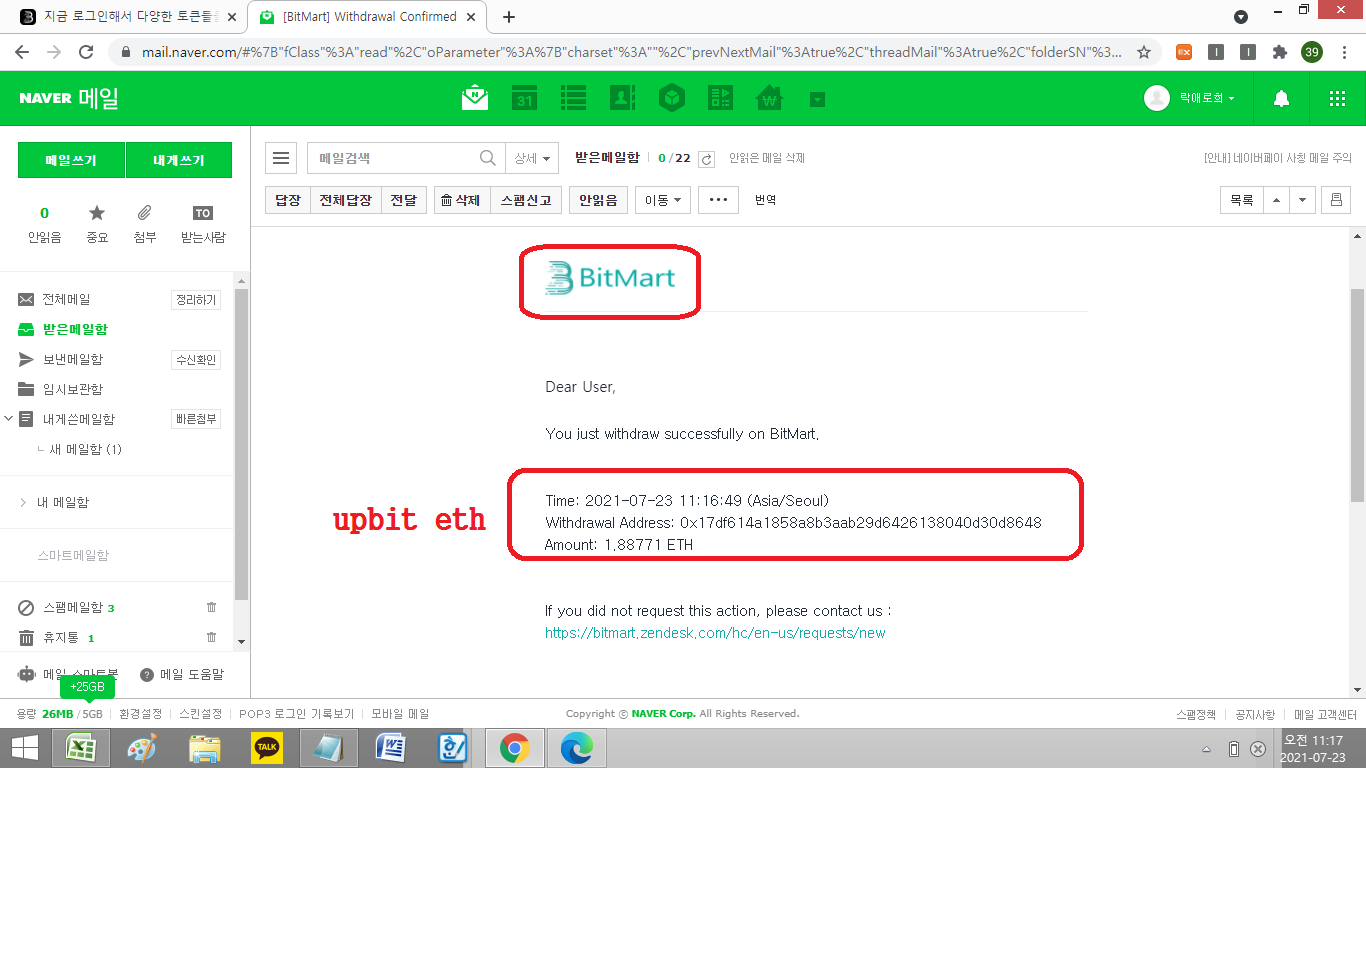 지금 로그인해서 다양한 토큰들을
[BitMart] Withdrawal Confirmed
mail.naver.com/#%7B"fClass"%3A"read"%2C"oParameter"%3A%7B"charset"%3A""%2C"prevNextMail"%3Atrue%2C"threadMail"%3Atrue%2C"folderSN"%3...
39
NAVER 메일
N
31
W
락애로희
메일쓰기
내게쓰기
메일검색
상세
받은메일함
0 / 22
안읽은 메일 삭제
[안내] 네이버페이 사칭 메일 주의
답장
전체답장
전달
삭제
스팸신고
안읽음
이동
···
번역
목록
0
TO
안읽음
중요
첨부
받는사람
BitMart
전체메일
정리하기
받은메일함
보낸메일함
수신확인
임시보관함
내게쓴메일함
빠른첨부
새 메일함 (1)
내 메일함
스마트메일함
스팸메일함 3
휴지통 1
메일 스마트봇
메일 도움말
+25GB
Dear User,
You just withdraw successfully on BitMart.
upbit eth
Time: 2021-07-23 11:16:49 (Asia/Seoul)
Withdrawal Address: 0x17df614a1858a8b3aab29d6426138040d30d8648
Amount: 1.88771 ETH
If you did not request this action, please contact us :
https://bitmart.zendesk.com/hc/en-us/requests/new
용량 26MB / 5GB
환경설정
스킨설정
POP3 로그인 기록보기
모바일 메일
Copyright © NAVER Corp. All Rights Reserved.
스팸정책
공지사항
메일 고객센터
TALK
오전 11:17
2021-07-23